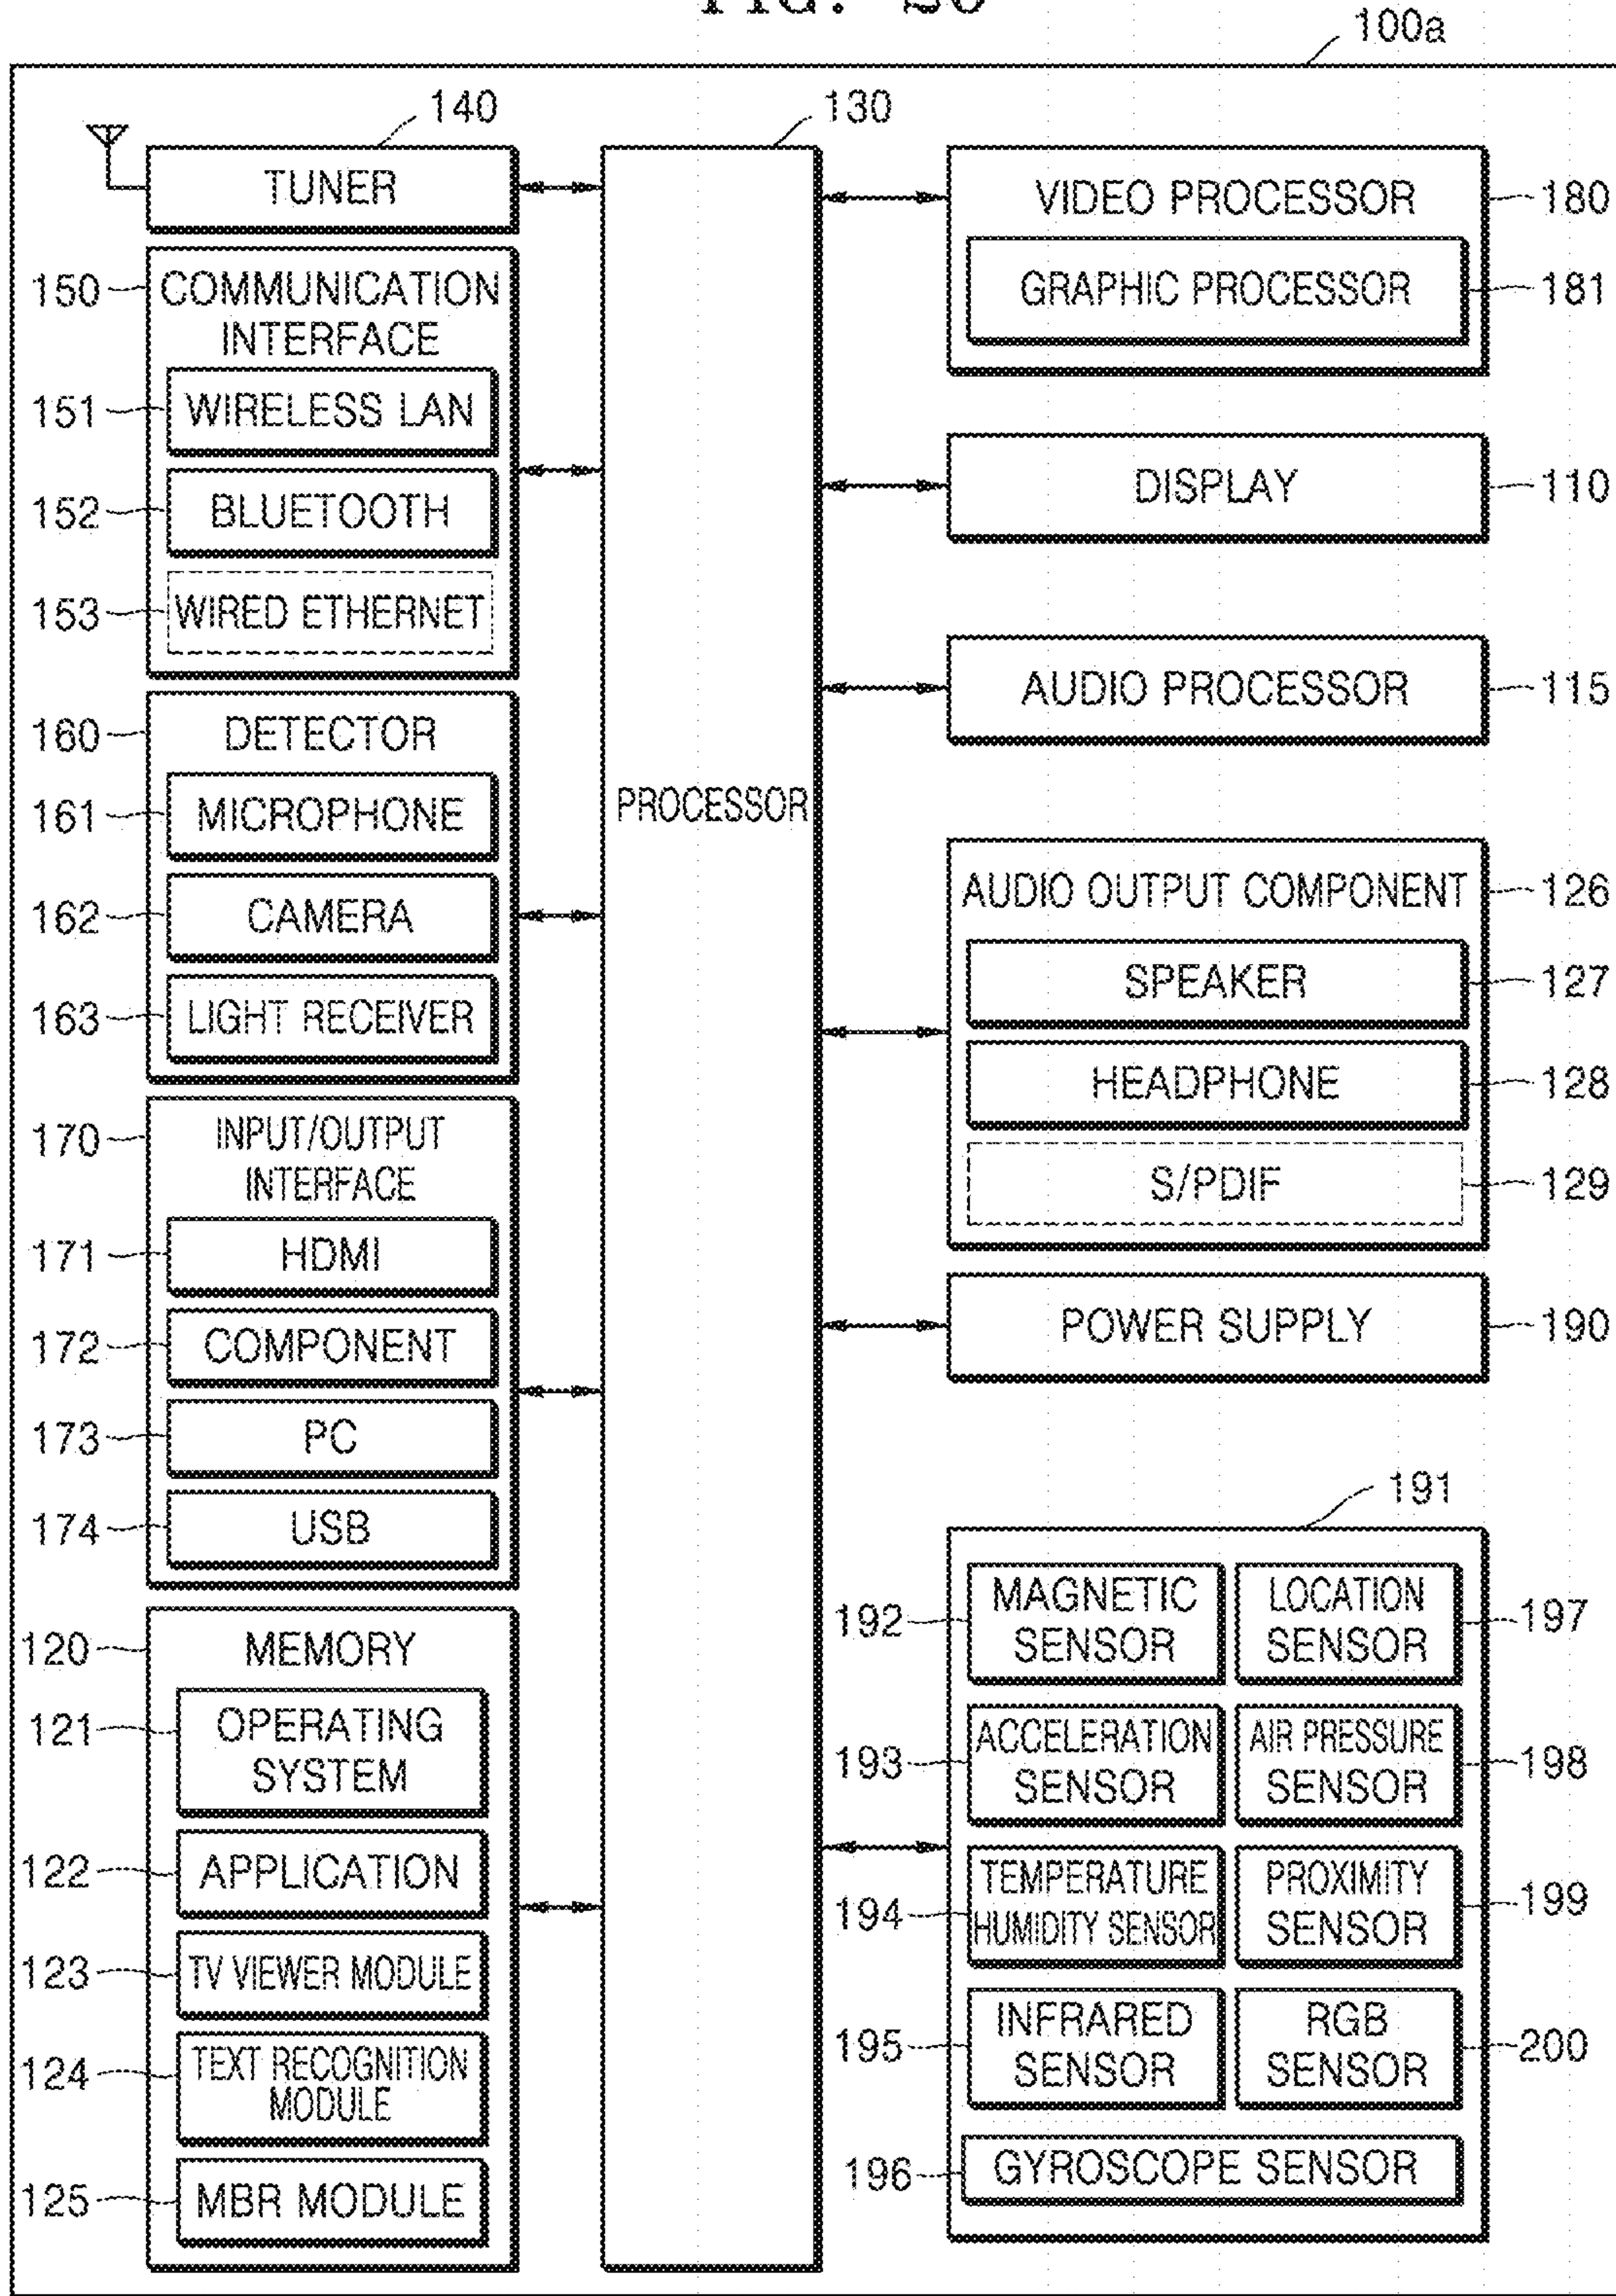 100a
140
TUNER
150
COMMUNICATION
INTERFACE
151
WIRELESS LAN
152
BLUETOOTH
153
WIRED ETHERNET
160
DETECTOR
161
MICROPHONE
162
CAMERA
163
LIGHT RECEIVER
170
INPUT/OUTPUT
INTERFACE
171
HDMI
172
COMPONENT
173
PC
174
USB
120
MEMORY
121
OPERATING
SYSTEM
122
APPLICATION
123
TV VIEWER MODULE
124
TEXT RECOGNITION
MODULE
125
MBR MODULE
130
PROCESSOR
VIDEO PROCESSOR
180
GRAPHIC PROCESSOR
181
DISPLAY
110
AUDIO PROCESSOR
115
AUDIO OUTPUT COMPONENT
126
SPEAKER
127
HEADPHONE
128
S/PDIF
129
POWER SUPPLY
190
191
192
MAGNETIC
SENSOR
LOCATION
SENSOR
197
193
ACCELERATION
SENSOR
AIR PRESSURE
SENSOR
198
194
TEMPERATURE
HUMIDITY SENSOR
PROXIMITY
SENSOR
199
195
INFRARED
SENSOR
RGB
SENSOR
200
196
GYROSCOPE SENSOR